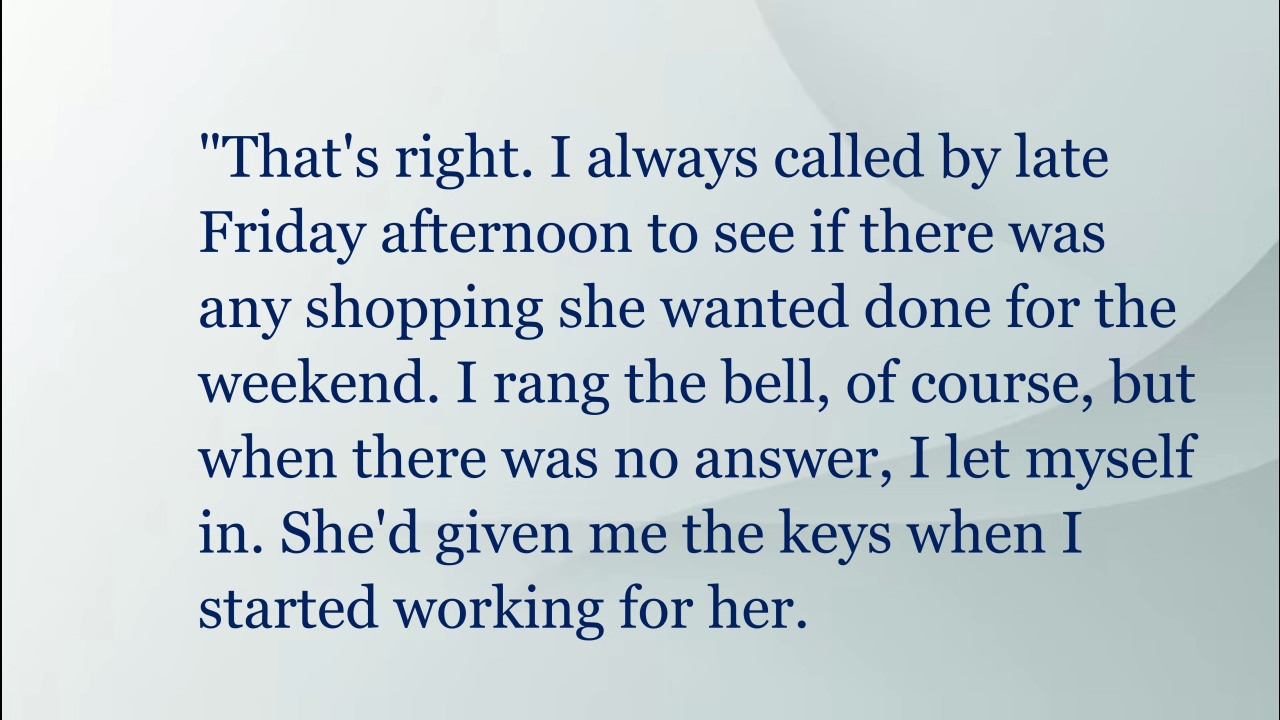 "That's right. I always called by late
Friday afternoon to see if there was
any shopping she wanted done for the
weekend. I rang the bell, of course, but
when there was no answer, I let myself
in. She'd given me the keys when I
started working for her.